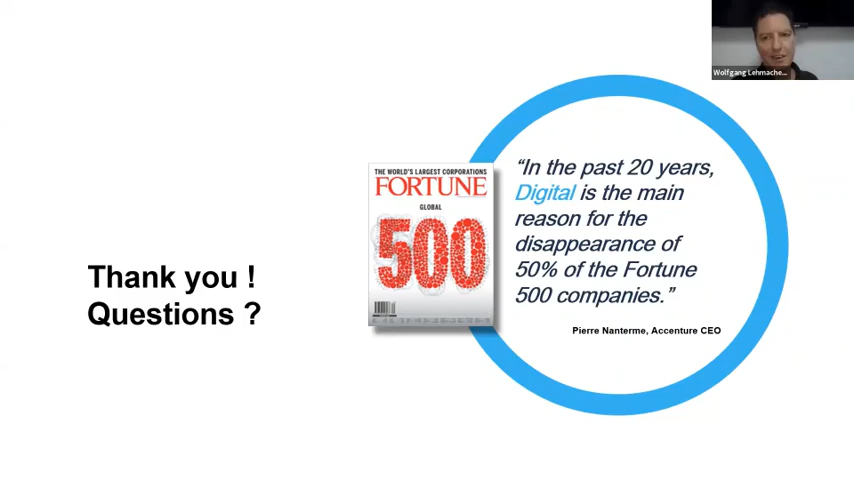 Wolfgang Lehmache...
THE WORLD'S LARGEST CORPORATIONS
FORTUNE
GLOBAL
500
Thank you !
Questions ?
“In the past 20 years,
Digital is the main
reason for the
disappearance of
50% of the Fortune
500 companies.”
Pierre Nanterme, Accenture CEO